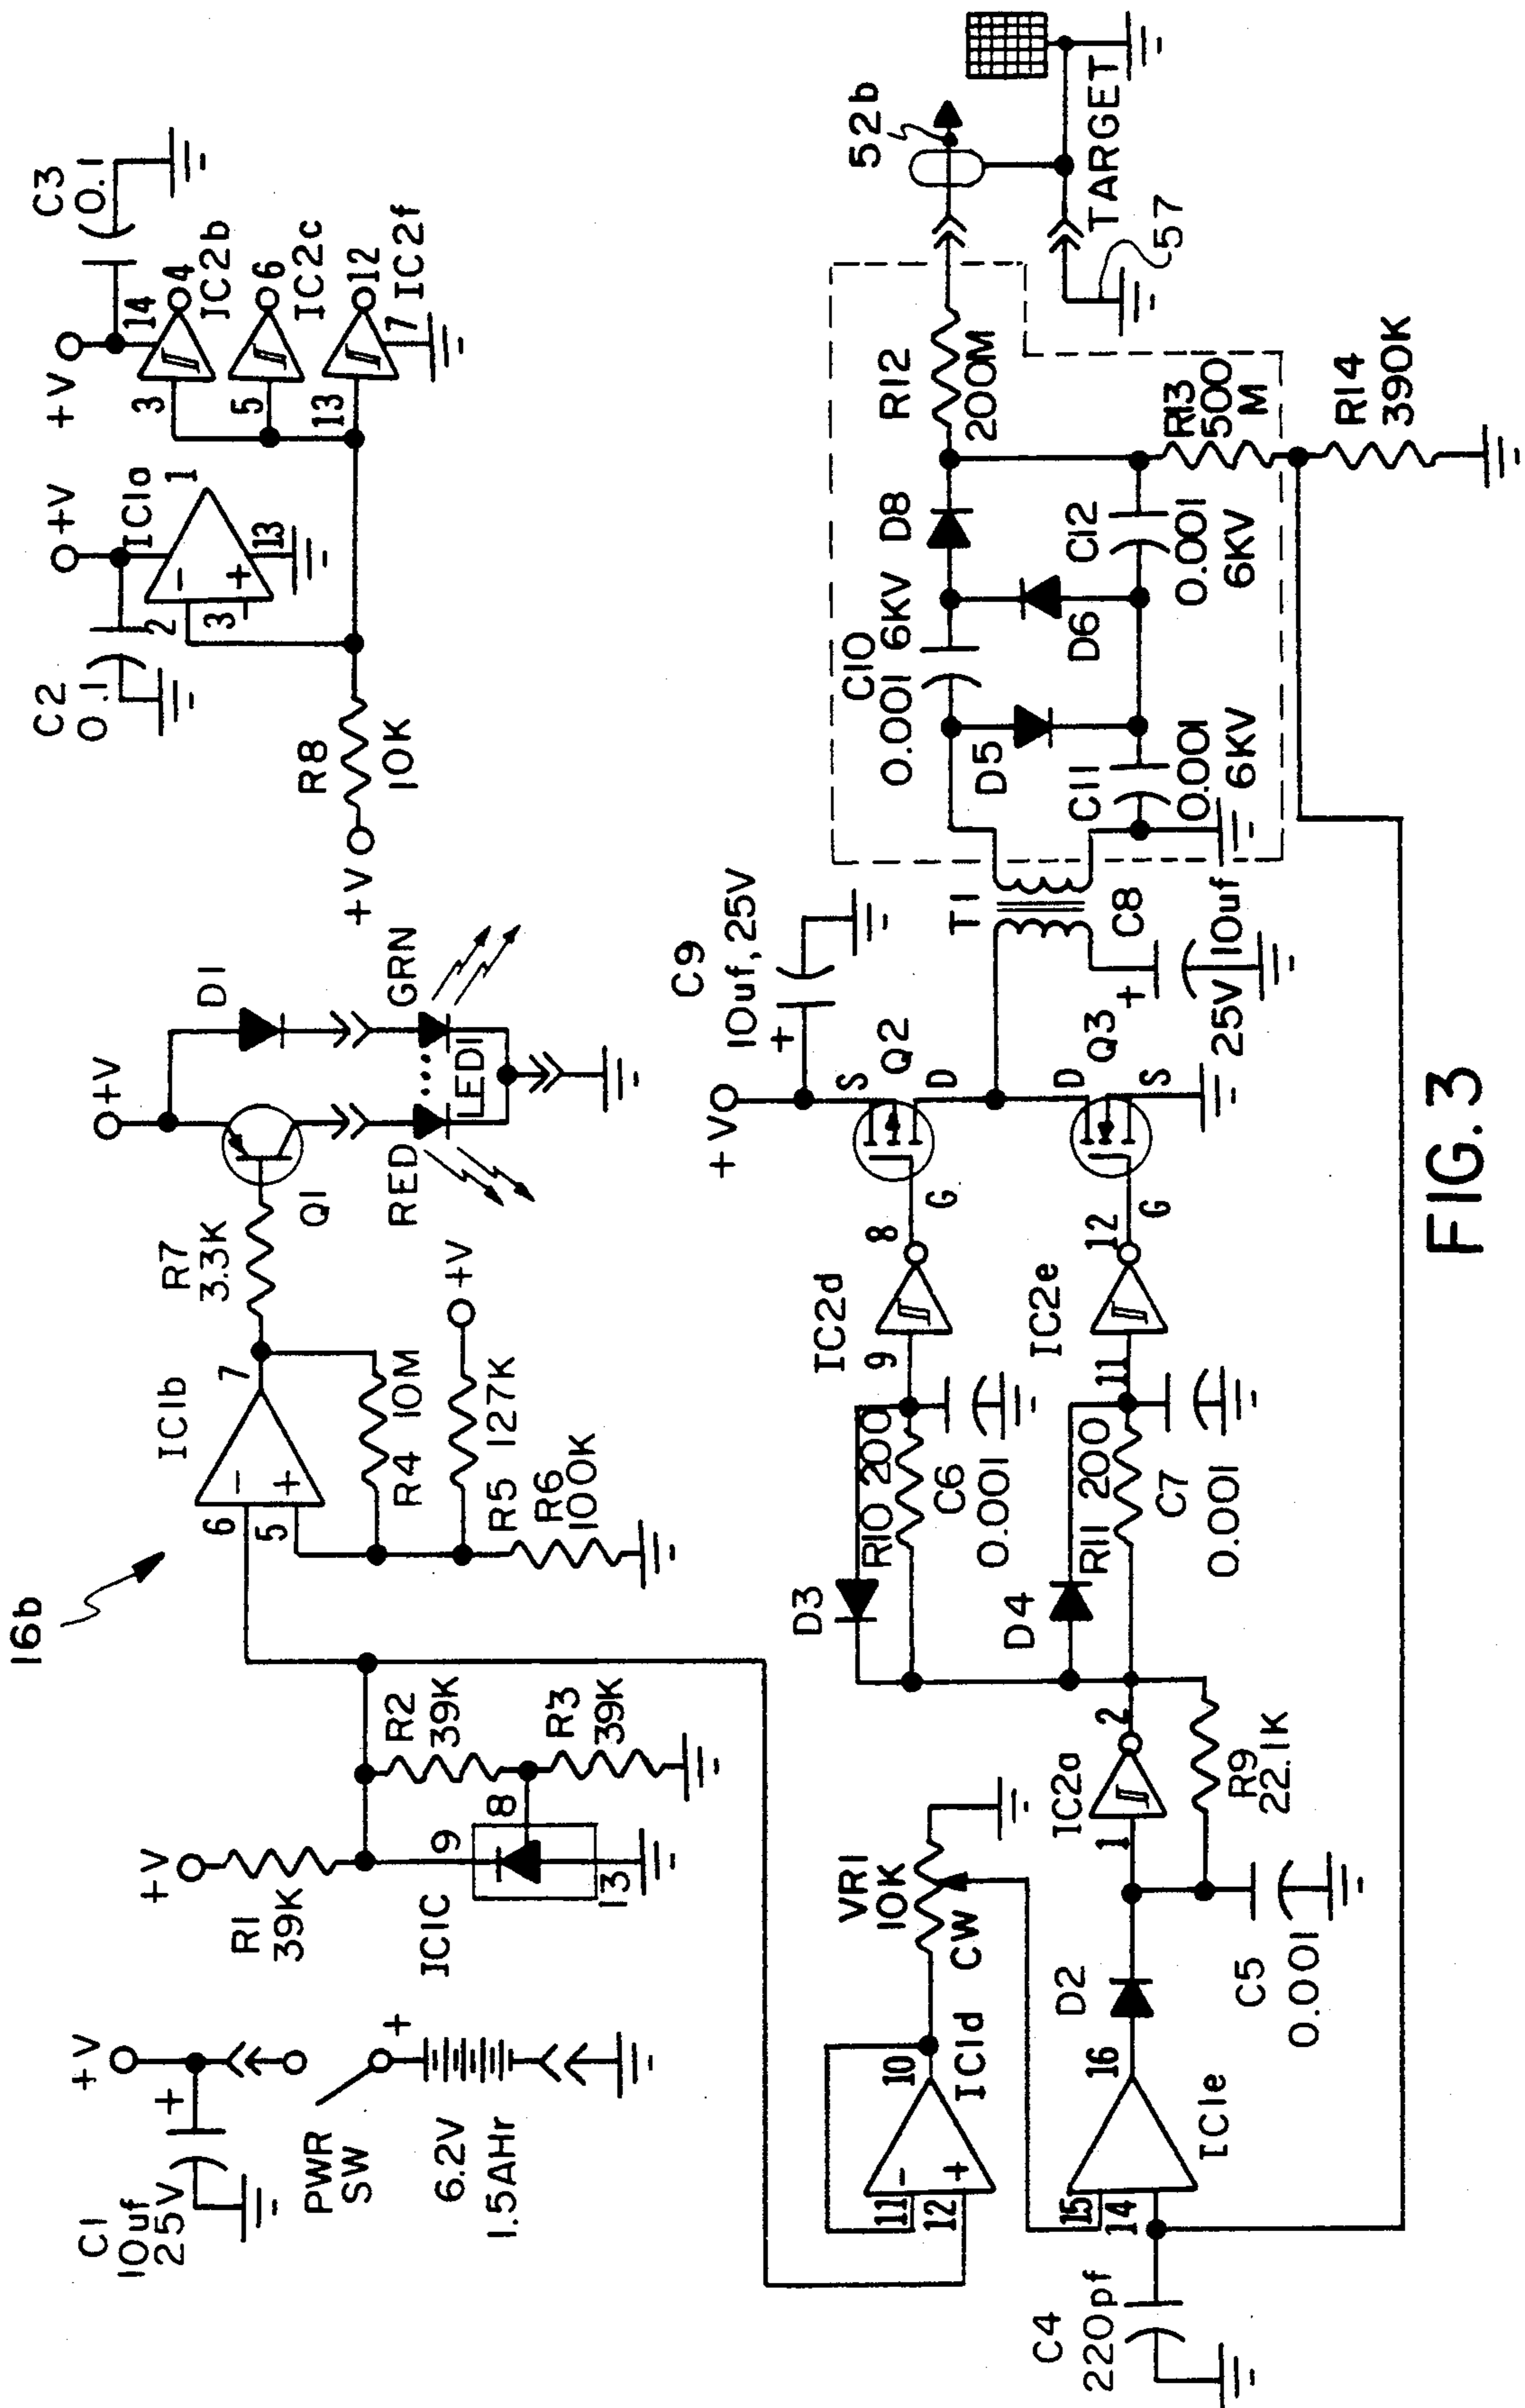 16b
C1
10uf
25V
+
+V
PWR
SW
+
6.2V
1.5AHr
+V
R1
39K
IC1C
9
8
13
R2
39K
R3
39K
IC1b
6
5
7
-
+
R4 10M
R5 127K
+V
R6
100K
R7
3.3K
Q1
+V
D1
RED
GRN
LED1
+V
R8
10K
C2
0.1
+V
IC1a
2
3
1
13
-
+
+V
C3
0.1
14
3
4
IC2b
5
6
IC2c
13
12
7
IC2f
C4
220pf
11
12
-
+
10
IC1d
VR1
10K
CW
15
14
16
IC1e
D2
C5
0.001
IC2a
1
2
R9
22.1K
D3
R10 200
C6
0.001
D4
R11 200
C7
0.001
IC2d
9
8
IC2e
11
12
+V
G
S
Q2
D
G
D
Q3
S
C9
10uf, 25V
+
T1
C8
+
25V 10uf
C10
0.001 6KV
D5
C11
0.001
6KV
D6
D8
C12
0.001
6KV
R12
200M
R13
500
M
R14
390K
52b
TARGET
57
FIG. 3